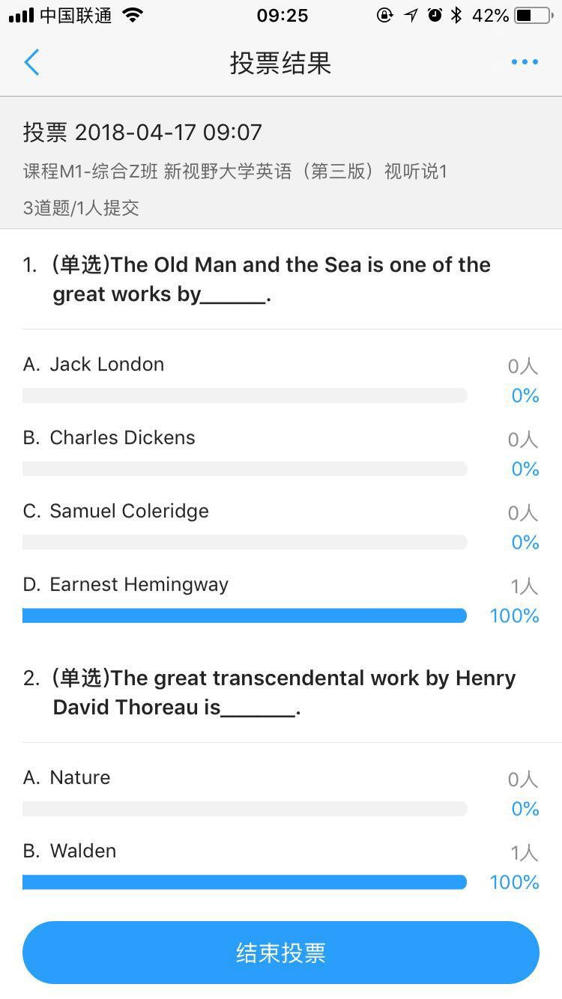 中国联通 09:25 42%
投票结果
投票 2018-04-17 09:07
课程M1-综合Z班 新视野大学英语（第三版）视听说1
3道题/1人提交
1. (单选)The Old Man and the Sea is one of the
great works by_______.
A. Jack London 0人
0%
B. Charles Dickens 0人
0%
C. Samuel Coleridge 0人
0%
D. Earnest Hemingway 1人
100%
2. (单选)The great transcendental work by Henry
David Thoreau is________.
A. Nature 0人
0%
B. Walden 1人
100%
结束投票